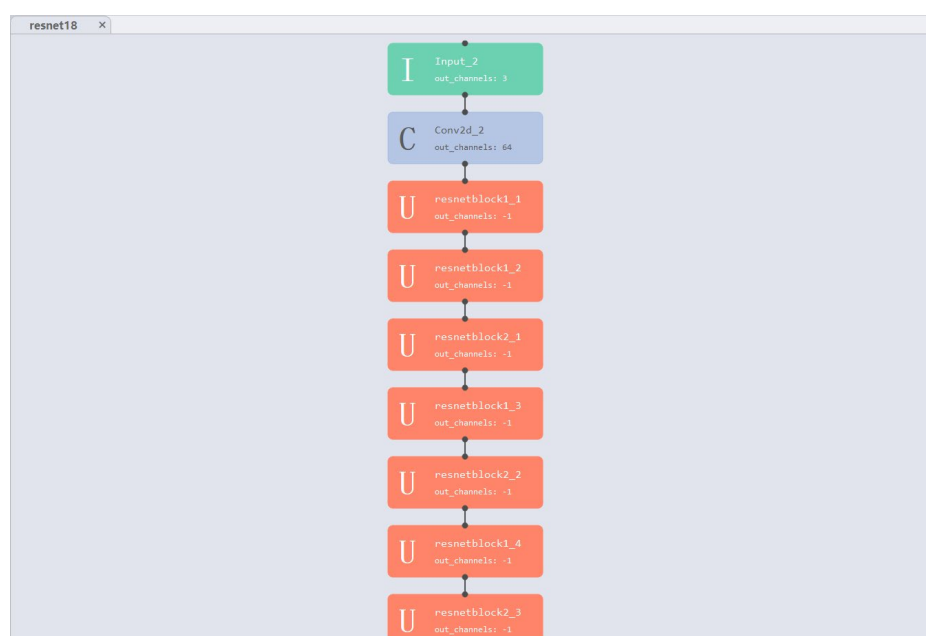 resnet18 ×
I
Input_2
out_channels: 3
C
Conv2d_2
out_channels: 64
U
resnetblock1_1
out_channels: -1
U
resnetblock1_2
out_channels: -1
U
resnetblock2_1
out_channels: -1
U
resnetblock1_3
out_channels: -1
U
resnetblock2_2
out_channels: -1
U
resnetblock1_4
out_channels: -1
U
resnetblock2_3
out_channels: -1